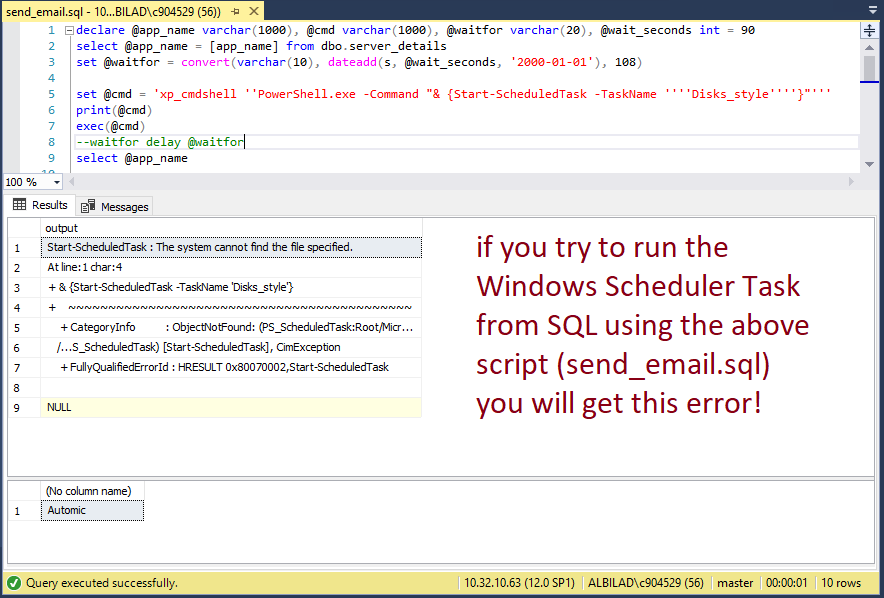 send_email.sql - 10...BILAD\c904529 (56))
1 declare @app_name varchar(1000), @cmd varchar(1000), @waitfor varchar(20), @wait_seconds int = 90
2 select @app_name = [app_name] from dbo.server_details
3 set @waitfor = convert(varchar(10), dateadd(s, @wait_seconds, '2000-01-01'), 108)
4
5 set @cmd = 'xp_cmdshell ''PowerShell.exe -Command "& {Start-ScheduledTask -TaskName ''''Disks_style''''}"'''
6 print(@cmd)
7 exec(@cmd)
8 --waitfor delay @waitfor
9 select @app_name
10
100 %
Results Messages
output
1 Start-ScheduledTask : The system cannot find the file specified.
2 At line:1 char:4
3 + & {Start-ScheduledTask -TaskName 'Disks_style'}
4 + ~~~~~~~~~~~~~~~~~~~~~~~~~~~~~~~~~~~~~~~~~~~
5 + CategoryInfo : ObjectNotFound: (PS_ScheduledTask:Root/Micr...
6 /...S_ScheduledTask) [Start-ScheduledTask], CimException
7 + FullyQualifiedErrorId : HRESULT 0x80070002,Start-ScheduledTask
8
9 NULL
if you try to run the
Windows Scheduler Task
from SQL using the above
script (send_email.sql)
you will get this error!
(No column name)
1 Automic
Query executed successfully. 10.32.10.63 (12.0 SP1) ALBILAD\c904529 (56) master 00:00:01 10 rows